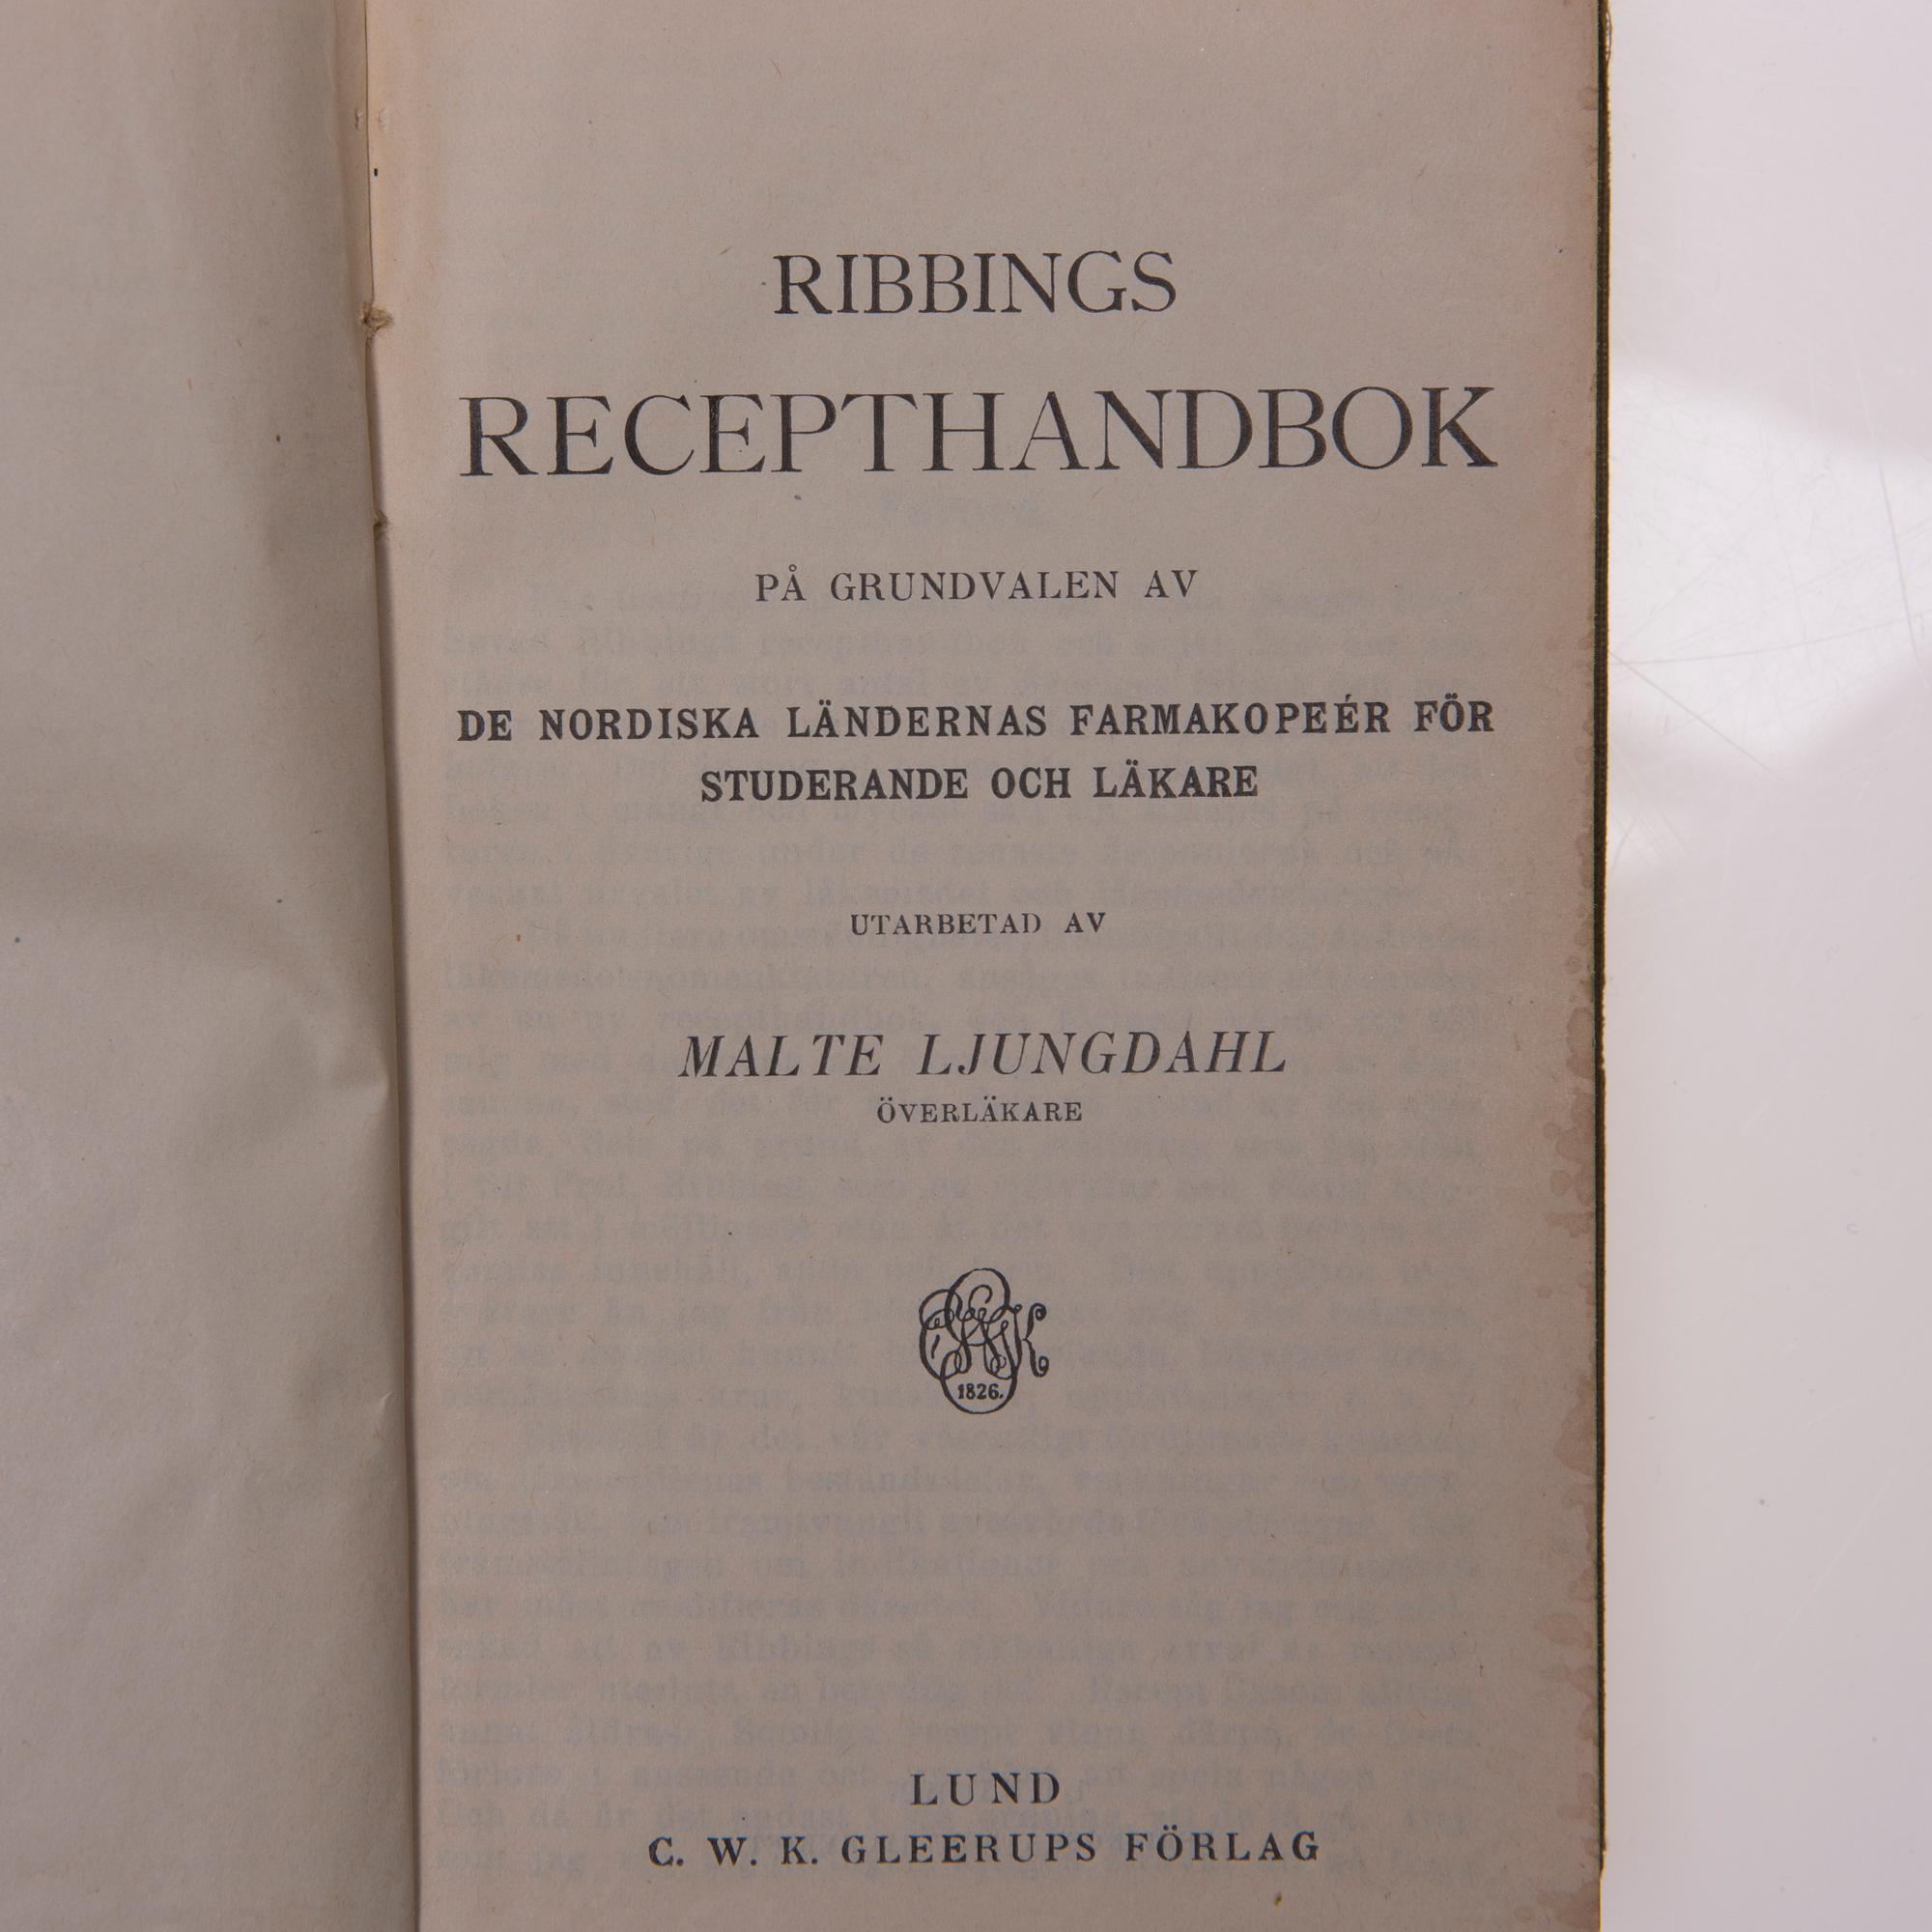 RIBBINGS
RECEPTHANDBOK
PÅ GRUNDVALEN AV
DE NORDISKA LÄNDERNAS FARMAKOPEÉR FÖR
STUDERANDE OCH LÄKARE
UTARBETAD AV
MALTE LJUNGDAHL
ÖVERLÄKARE
CWK
1826.
LUND
C. W. K. GLEERUPS FÖRLAG